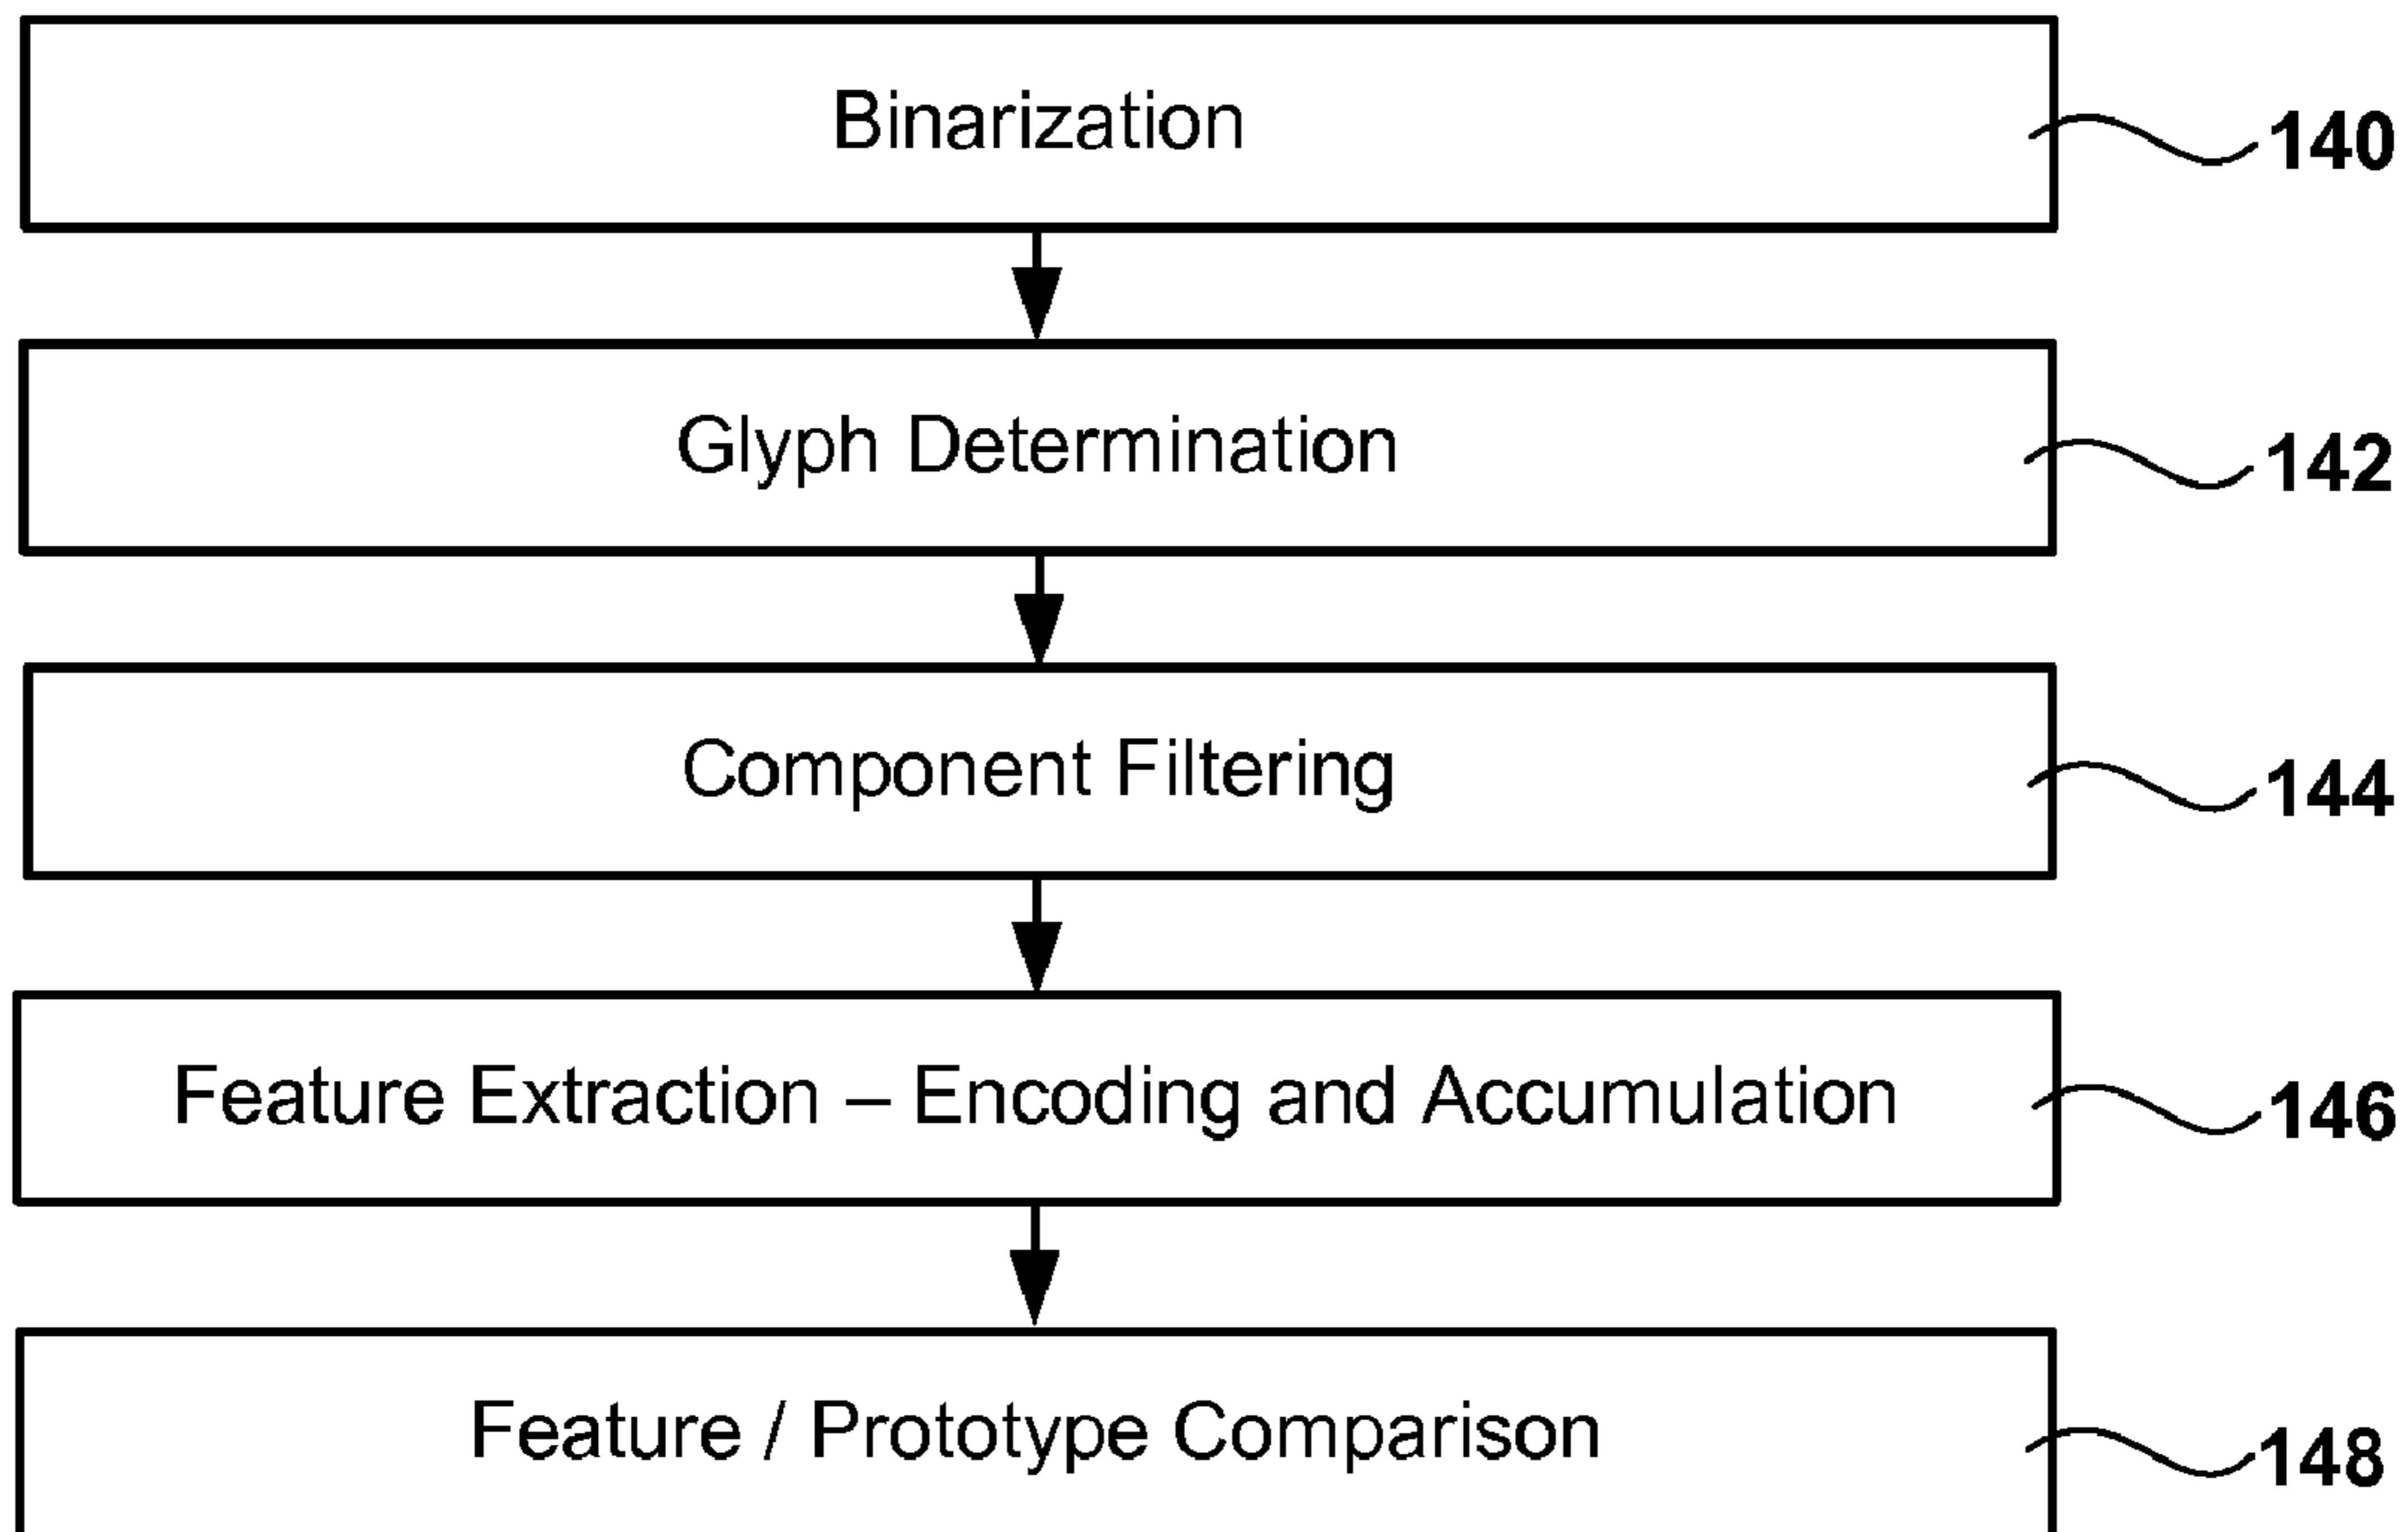 Binarization
140
Glyph Determination
142
Component Filtering
144
Feature Extraction – Encoding and Accumulation
146
Feature / Prototype Comparison
148